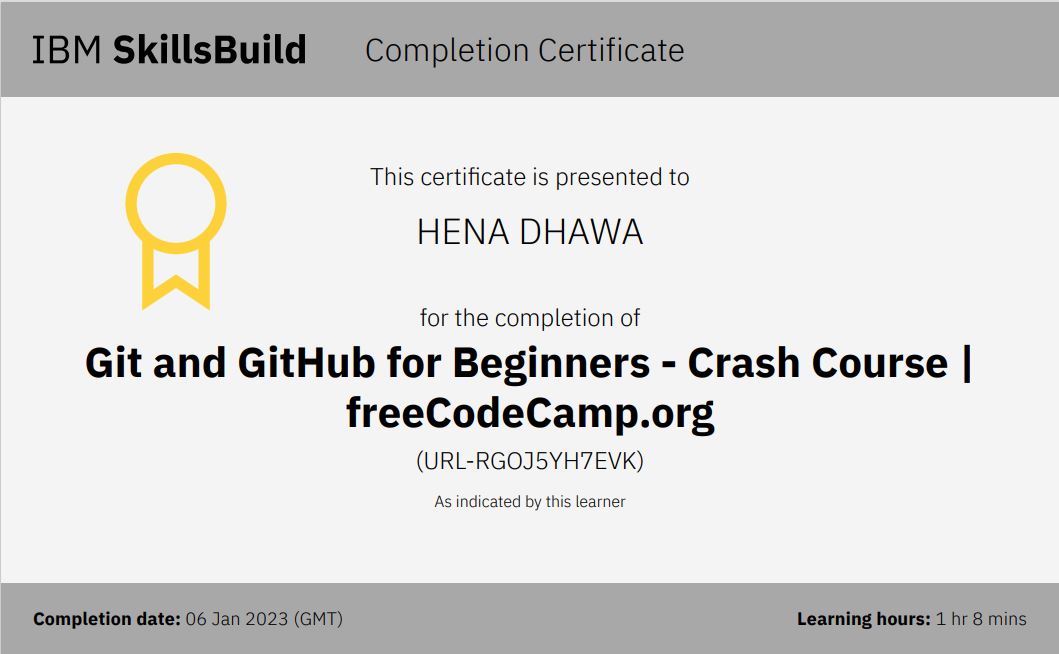 IBM SkillsBuild Completion Certificate
This certificate is presented to
HENA DHAWA
for the completion of
Git and GitHub for Beginners - Crash Course |
freeCodeCamp.org
(URL-RGOJ5YH7EVK)
As indicated by this learner
Completion date: 06 Jan 2023 (GMT) Learning hours: 1 hr 8 mins